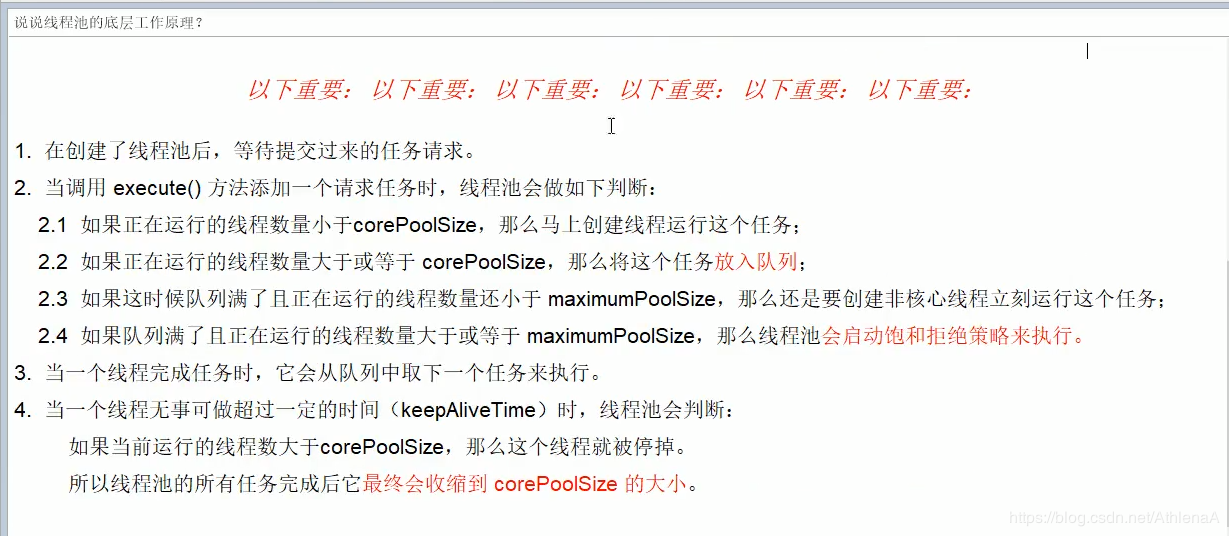 说说线程池的底层工作原理?
以下重要： 以下重要： 以下重要： 以下重要： 以下重要： 以下重要：
1. 在创建了线程池后，等待提交过来的任务请求。
2. 当调用 execute() 方法添加一个请求任务时，线程池会做如下判断：
2.1 如果正在运行的线程数量小于corePoolSize，那么马上创建线程运行这个任务；
2.2 如果正在运行的线程数量大于或等于 corePoolSize，那么将这个任务放入队列；
2.3 如果这时候队列满了且正在运行的线程数量还小于 maximumPoolSize，那么还是要创建非核心线程立刻运行这个任务；
2.4 如果队列满了且正在运行的线程数量大于或等于 maximumPoolSize，那么线程池会启动饱和拒绝策略来执行。
3. 当一个线程完成任务时，它会从队列中取下一个任务来执行。
4. 当一个线程无事可做超过一定的时间（keepAliveTime）时，线程池会判断：
如果当前运行的线程数大于corePoolSize，那么这个线程就被停掉。
所以线程池的所有任务完成后它最终会收缩到 corePoolSize 的大小。
https://blog.csdn.net/AthlenaA